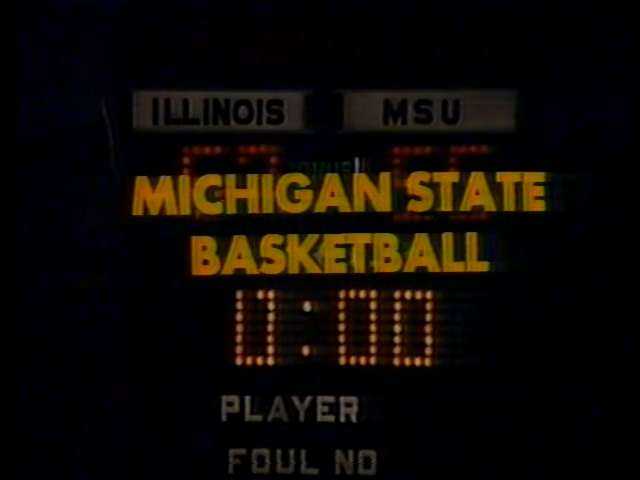 ILLINOIS MSU
MICHIGAN STATE
BASKETBALL
0:00
PLAYER
FOUL NO